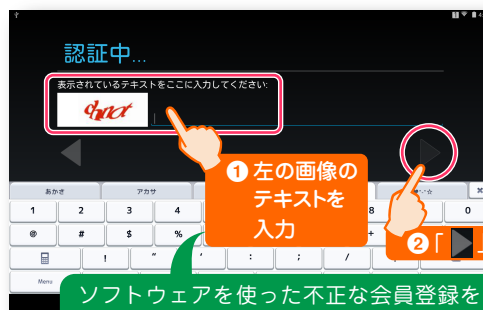 認証中...
表示されているテキストをここに入力してください:
❶ 左の画像の
テキストを
入力
❷「▶」
あかさ
アカサ
1 2 3 4 8 0
@ # $ % +
! " ' : ; /
Menu
ソフトウェアを使った不正な会員登録を